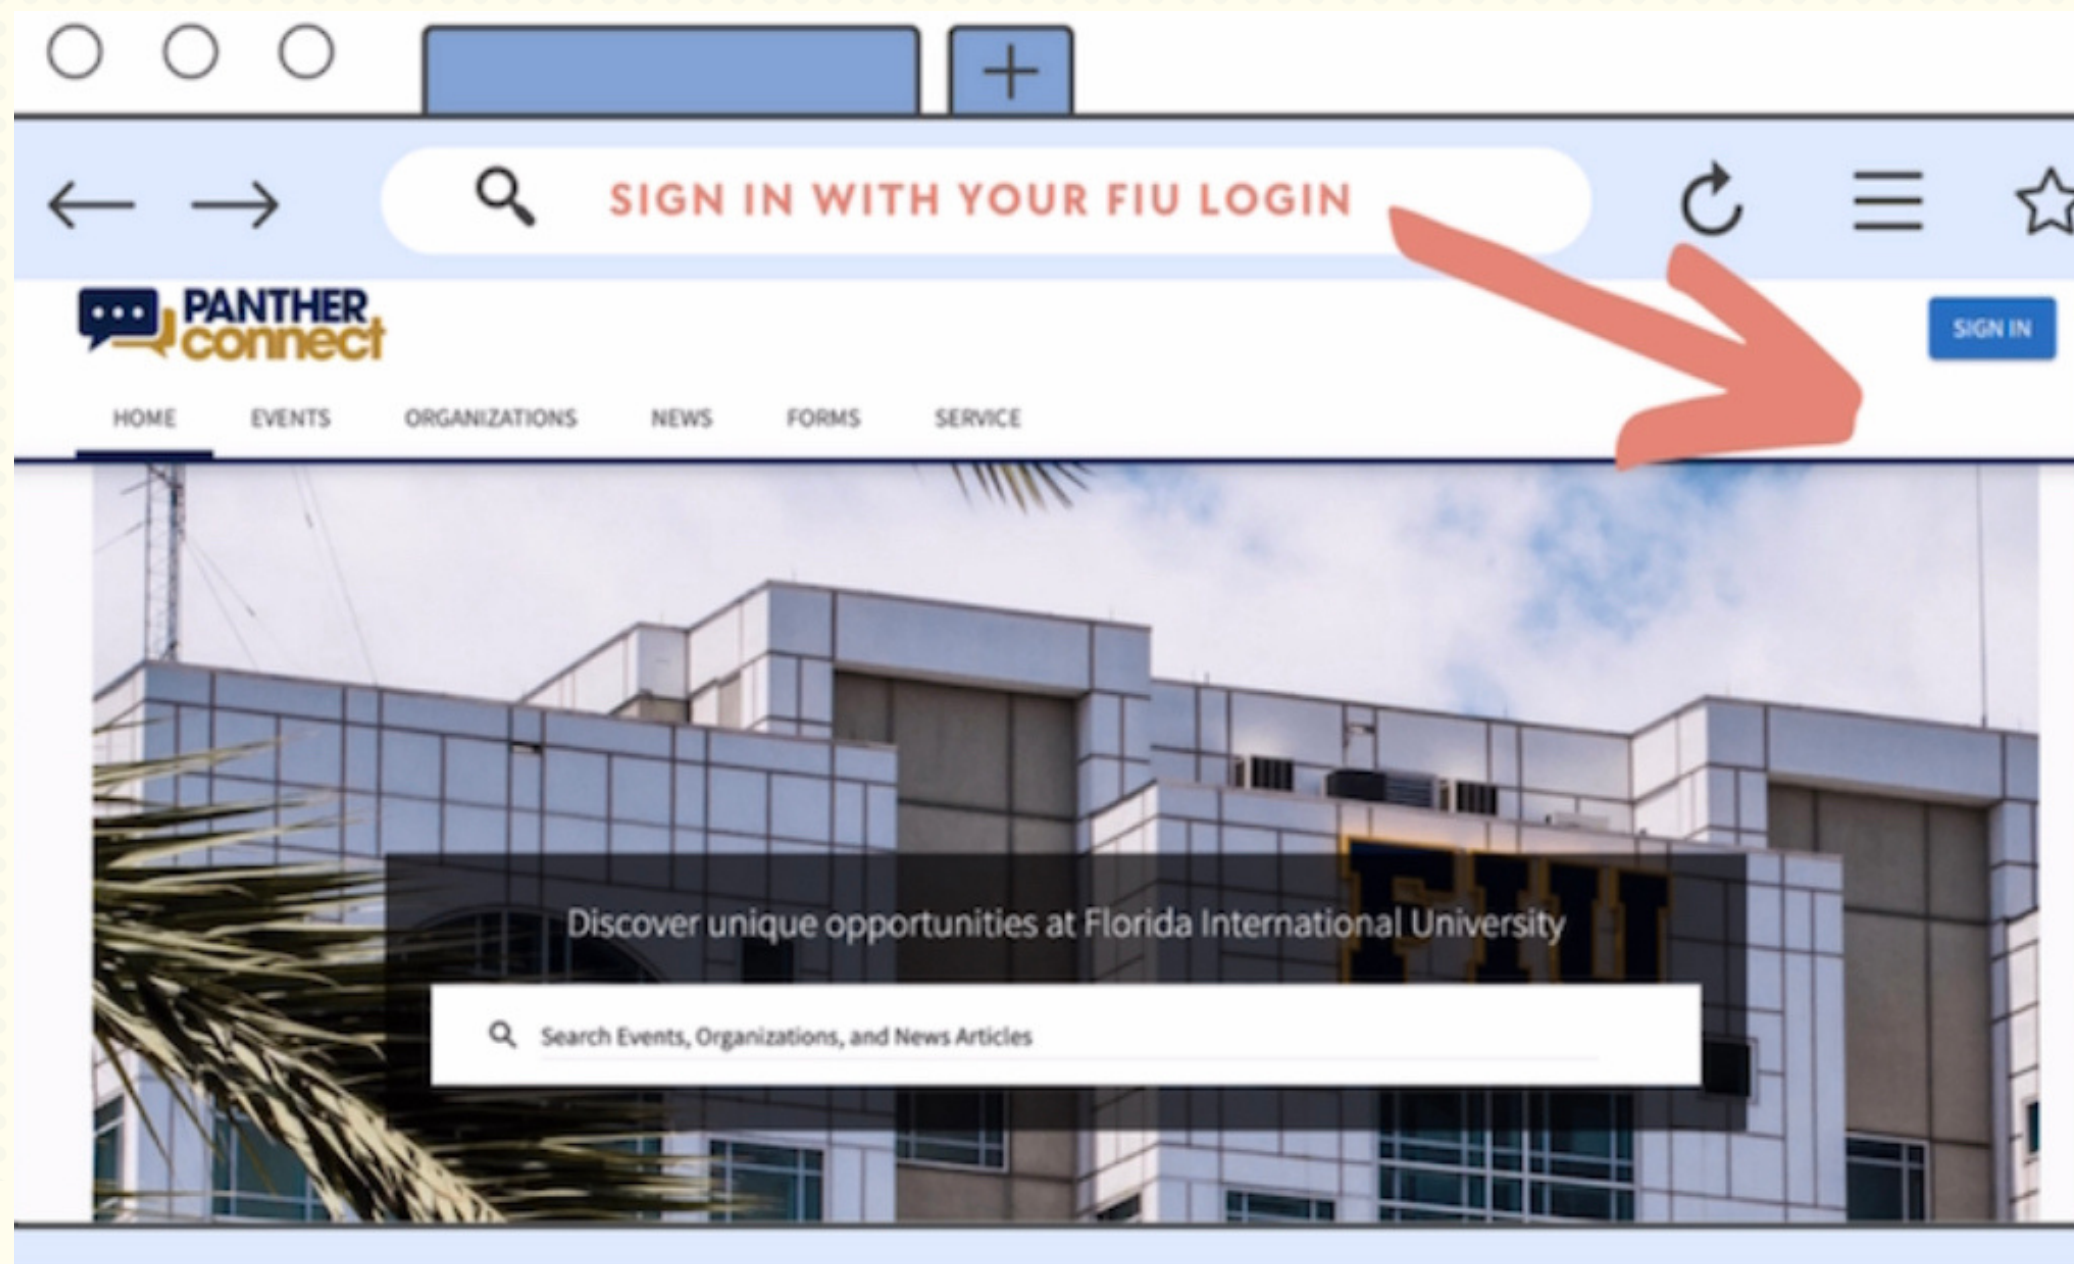 SIGN IN WITH YOUR FIU LOGIN
PANTHER
connect
SIGN IN
HOME EVENTS ORGANIZATIONS NEWS FORMS SERVICE
FIU
Discover unique opportunities at Florida International University
Search Events, Organizations, and News Articles